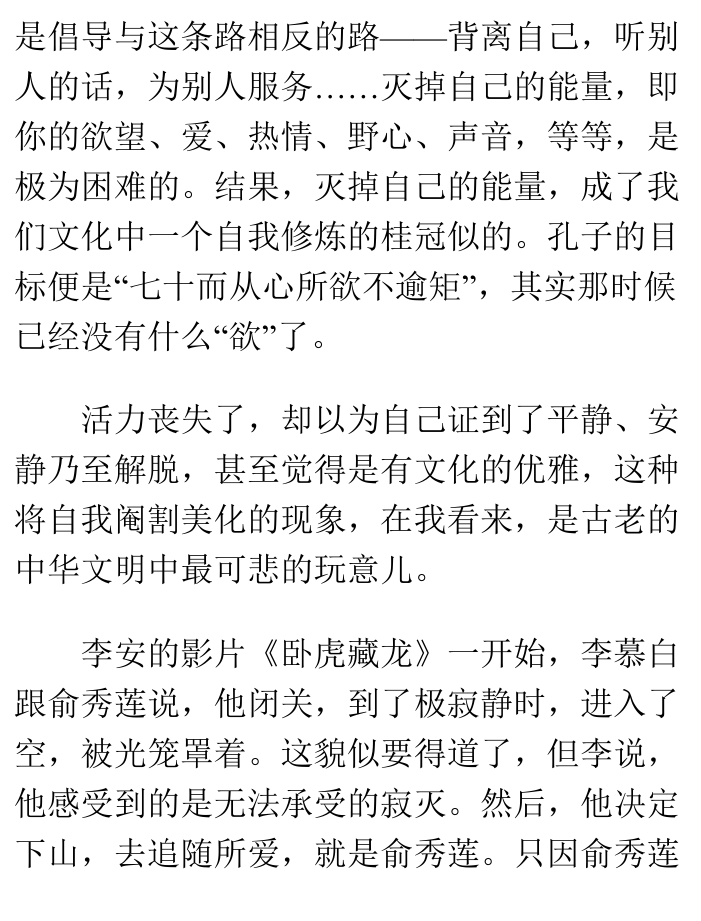 是倡导与这条路相反的路——背离自己，听别
人的话，为别人服务……灭掉自己的能量，即
你的欲望、爱、热情、野心、声音，等等，是
极为困难的。结果，灭掉自己的能量，成了我
们文化中一个自我修炼的桂冠似的。孔子的目
标便是“七十而从心所欲不逾矩”，其实那时候
已经没有什么“欲”了。
活力丧失了，却以为自己证到了平静、安
静乃至解脱，甚至觉得是有文化的优雅，这种
将自我阉割美化的现象，在我看来，是古老的
中华文明中最可悲的玩意儿。
李安的影片《卧虎藏龙》一开始，李慕白
跟俞秀莲说，他闭关，到了极寂静时，进入了
空，被光笼罩着。这貌似要得道了，但李说，
他感受到的是无法承受的寂灭。然后，他决定
下山，去追随所爱，就是俞秀莲。只因俞秀莲